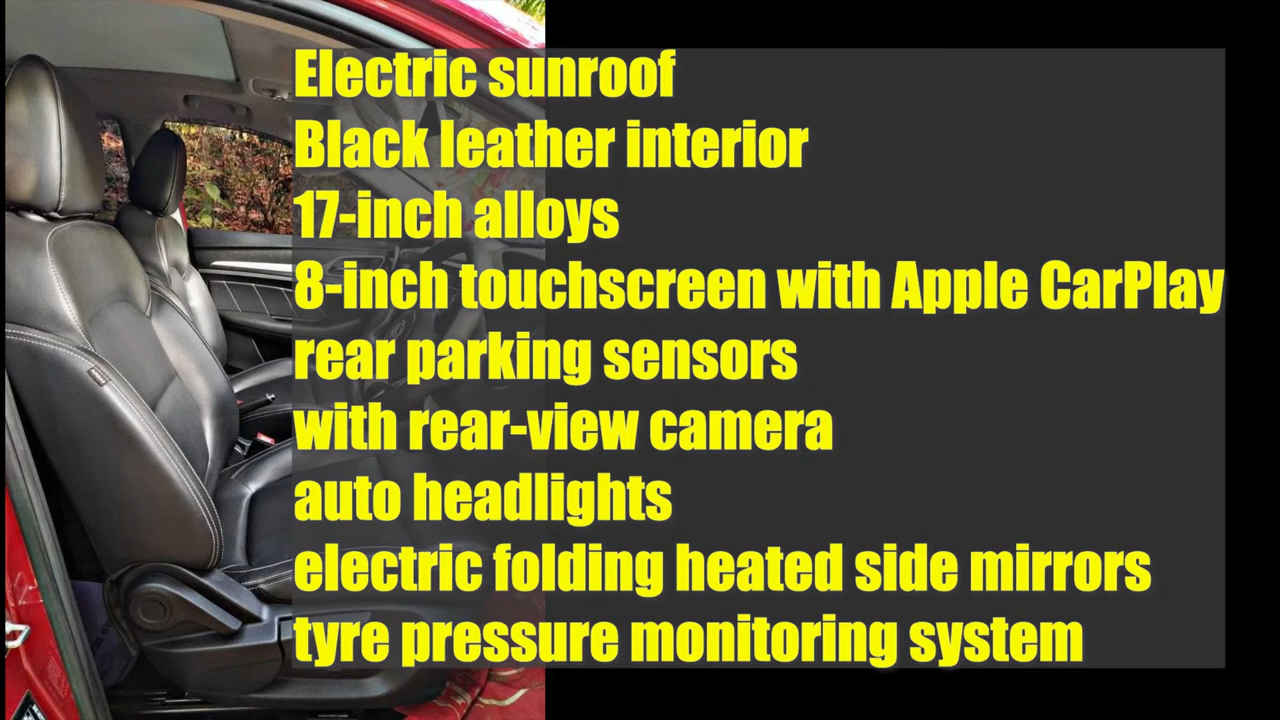 Electric sunroof
Black leather interior
17-inch alloys
8-inch touchscreen with Apple CarPlay
rear parking sensors
with rear-view camera
auto headlights
electric folding heated side mirrors
tyre pressure monitoring system